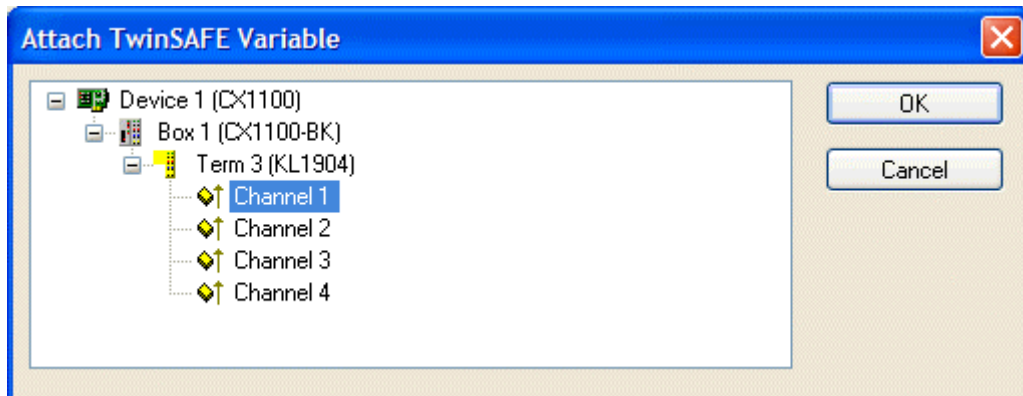 Attach TwinSAFE Variable
Device 1 (CX1100)
OK
Box 1 (CX1100-BK)
Term 3 (KL1904)
Cancel
Channel 1
Channel 2
Channel 3
Channel 4